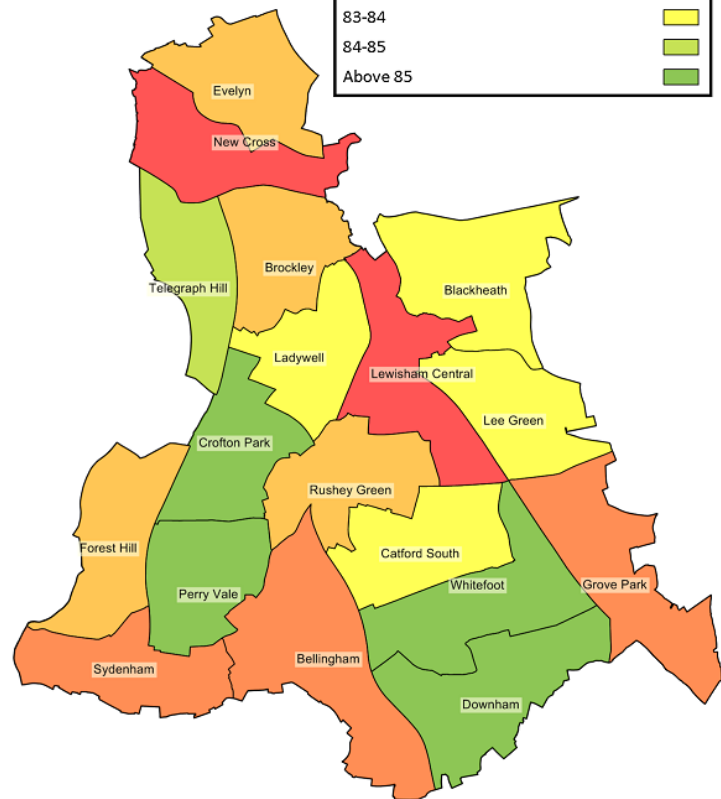 83-84
84-85
Above 85
Evelyn
New Cross
Brockley
Telegraph Hill
Blackheath
Ladywell
Lewisham Central
Lee Green
Crofton Park
Rushey Green
Forest Hill
Catford South
Whitefoot
Grove Park
Perry Vale
Bellingham
Sydenham
Downham